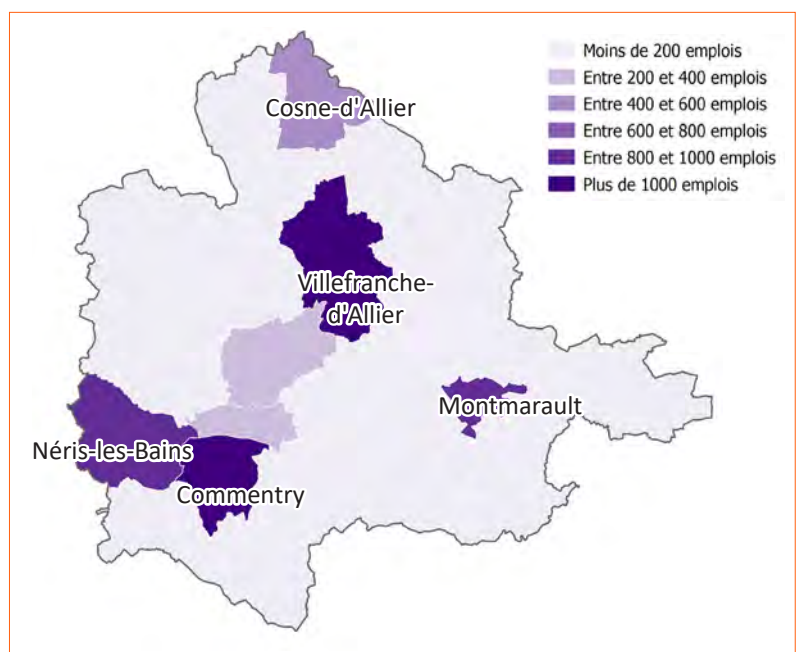 Moins de 200 emplois
Entre 200 et 400 emplois
Entre 400 et 600 emplois
Entre 600 et 800 emplois
Entre 800 et 1000 emplois
Plus de 1000 emplois
Cosne-d'Allier
Villefranche-
d'Allier
Montmarault
Néris-les-Bains
Commentry